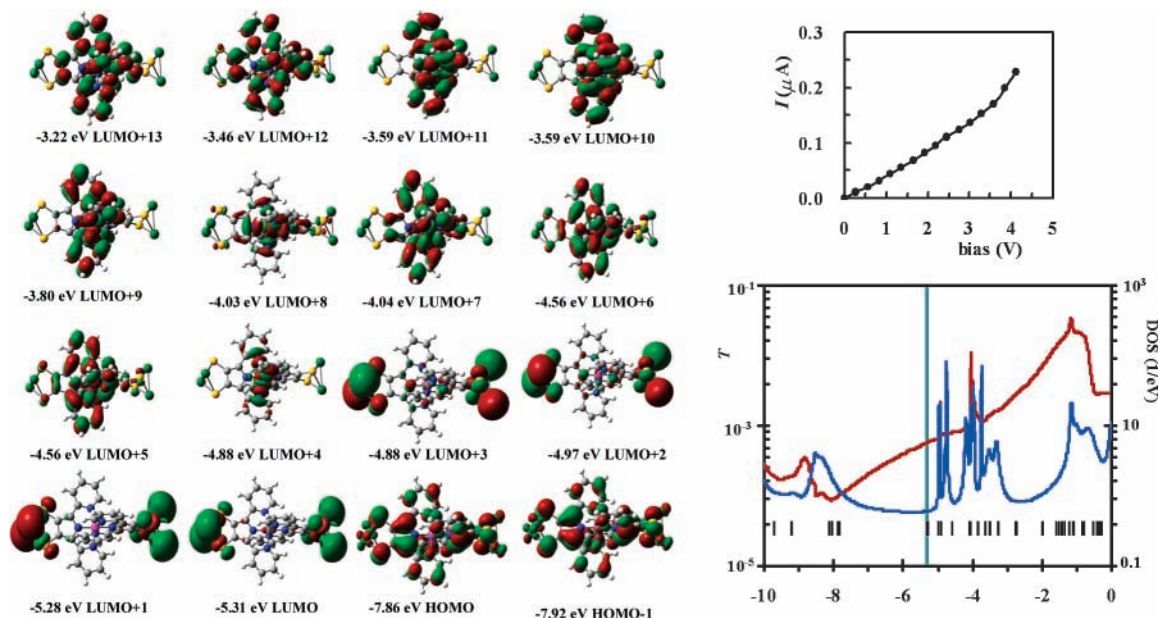 -3.22 eV LUMO+13
-3.46 eV LUMO+12
-3.59 eV LUMO+11
-3.59 eV LUMO+10
-3.80 eV LUMO+9
-4.03 eV LUMO+8
-4.04 eV LUMO+7
-4.56 eV LUMO+6
-4.56 eV LUMO+5
-4.88 eV LUMO+4
-4.88 eV LUMO+3
-4.97 eV LUMO+2
-5.28 eV LUMO+1
-5.31 eV LUMO
-7.86 eV HOMO
-7.92 eV HOMO-1
I (μA)
0.3
0.2
0.1
0.0
0 1 2 3 4 5
bias (V)
T
10⁻¹
10⁻³
10⁻⁵
10³
10
0.1
DOS (1/eV)
-10 -8 -6 -4 -2 0